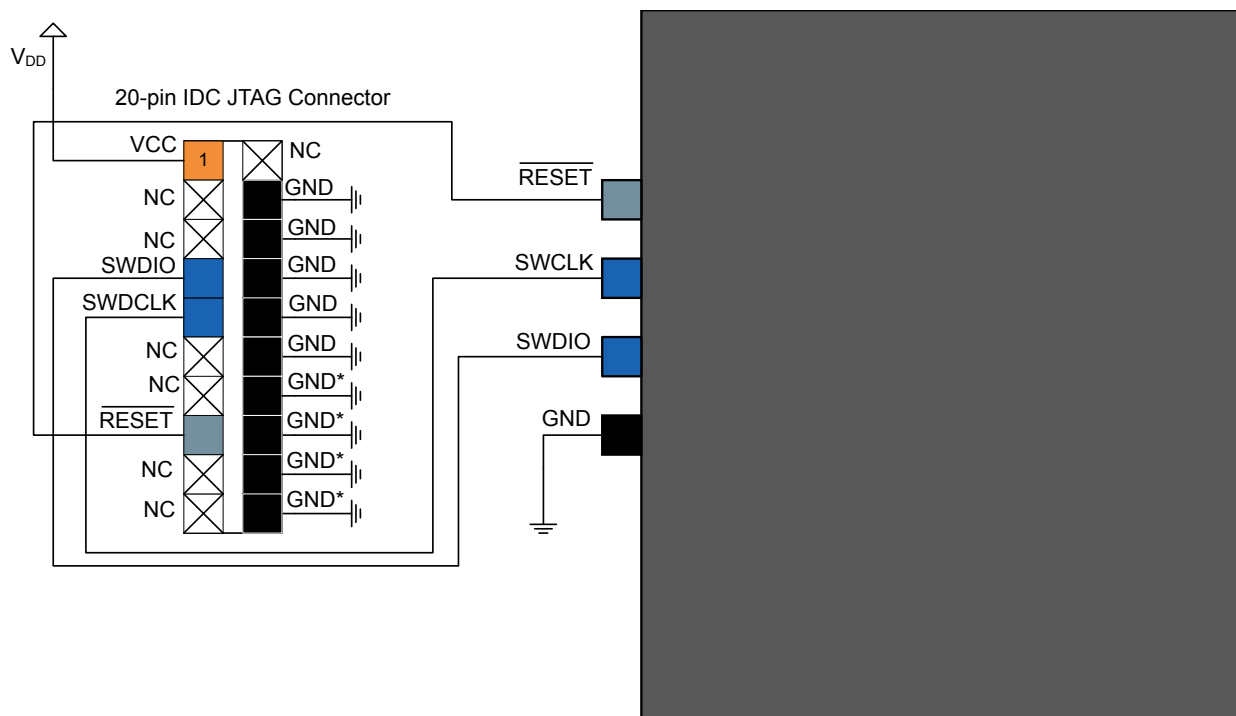 VDD
20-pin IDC JTAG Connector
VCC
1
NC
NC
GND
NC
GND
SWDIO
GND
SWDCLK
GND
NC
GND
NC
GND*
RESET
GND*
NC
GND*
NC
GND*
RESET
SWCLK
SWDIO
GND